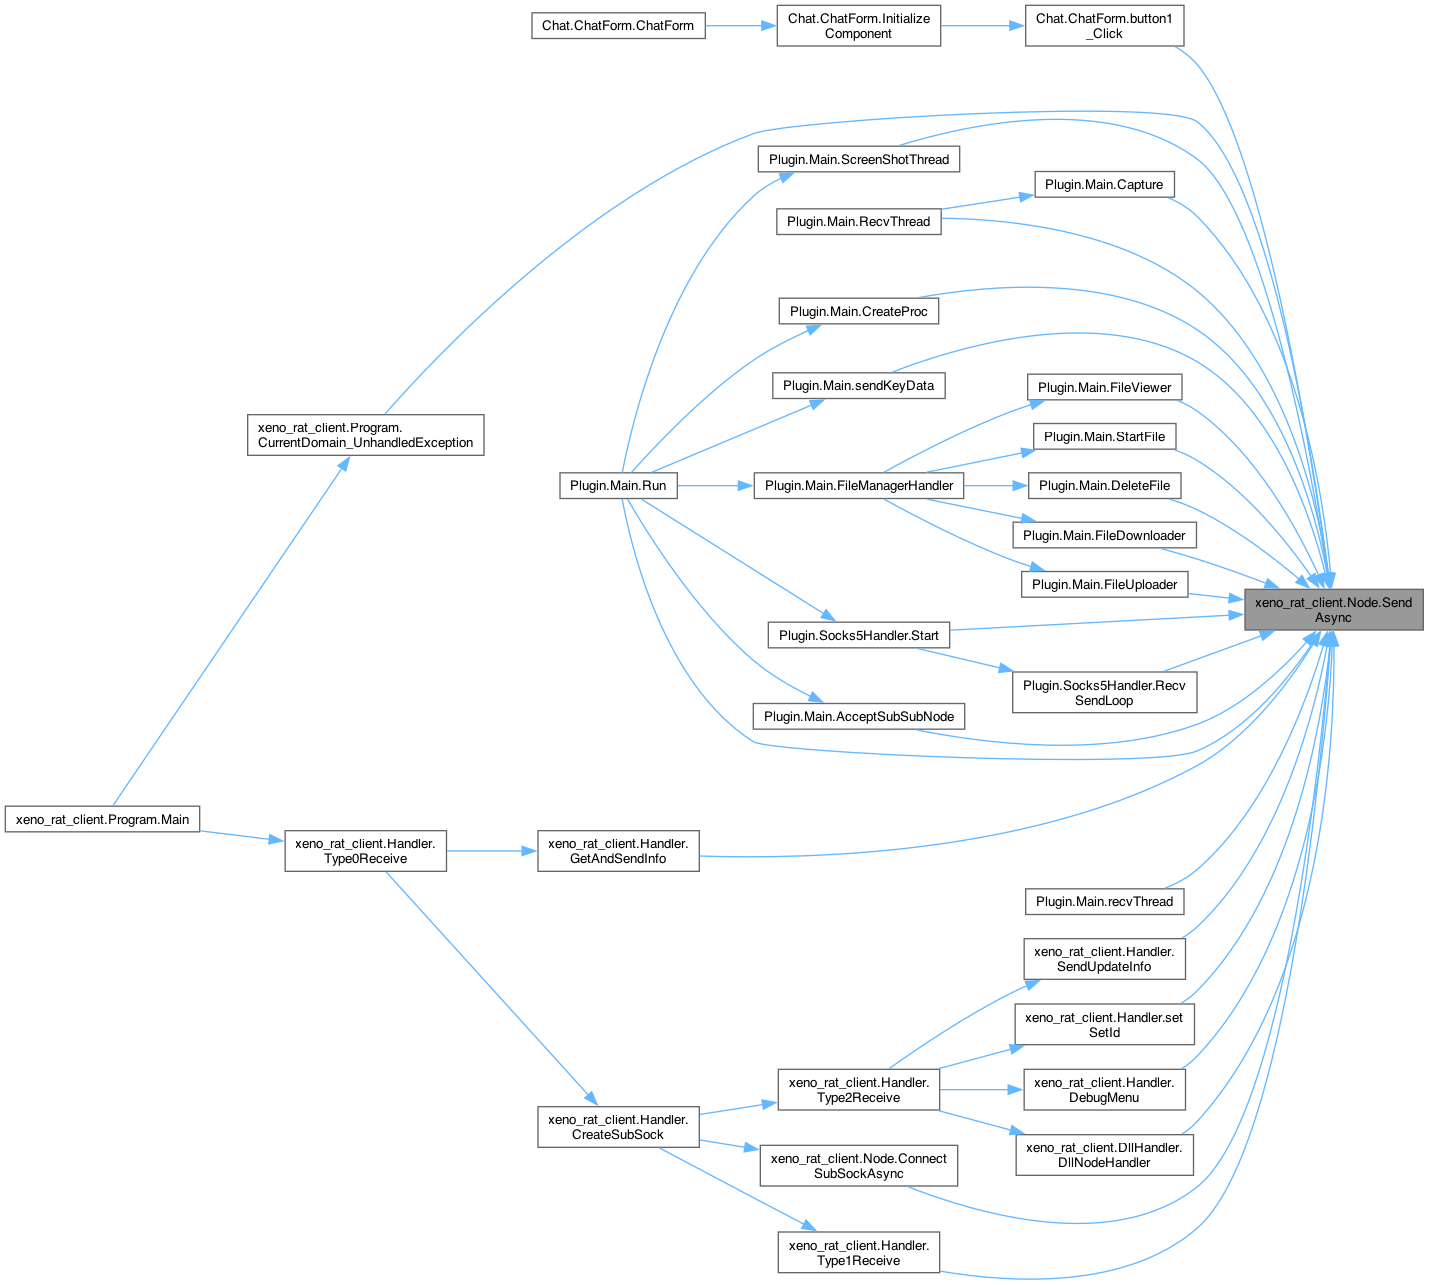 Chat.ChatForm.ChatForm
Chat.ChatForm.Initialize
Component
Chat.ChatForm.button1
_Click
Plugin.Main.ScreenShotThread
Plugin.Main.Capture
Plugin.Main.RecvThread
Plugin.Main.CreateProc
Plugin.Main.sendKeyData
Plugin.Main.FileViewer
xeno_rat_client.Program.
CurrentDomain_UnhandledException
Plugin.Main.StartFile
Plugin.Main.Run
Plugin.Main.FileManagerHandler
Plugin.Main.DeleteFile
Plugin.Main.FileDownloader
Plugin.Main.FileUploader
xeno_rat_client.Node.Send
Async
Plugin.Socks5Handler.Start
Plugin.Socks5Handler.Recv
SendLoop
Plugin.Main.AcceptSubSubNode
xeno_rat_client.Program.Main
xeno_rat_client.Handler.
Type0Receive
xeno_rat_client.Handler.
GetAndSendInfo
Plugin.Main.recvThread
xeno_rat_client.Handler.
SendUpdateInfo
xeno_rat_client.Handler.set
SetId
xeno_rat_client.Handler.
Type2Receive
xeno_rat_client.Handler.
DebugMenu
xeno_rat_client.Handler.
CreateSubSock
xeno_rat_client.DllHandler.
DllNodeHandler
xeno_rat_client.Node.Connect
SubSockAsync
xeno_rat_client.Handler.
Type1Receive